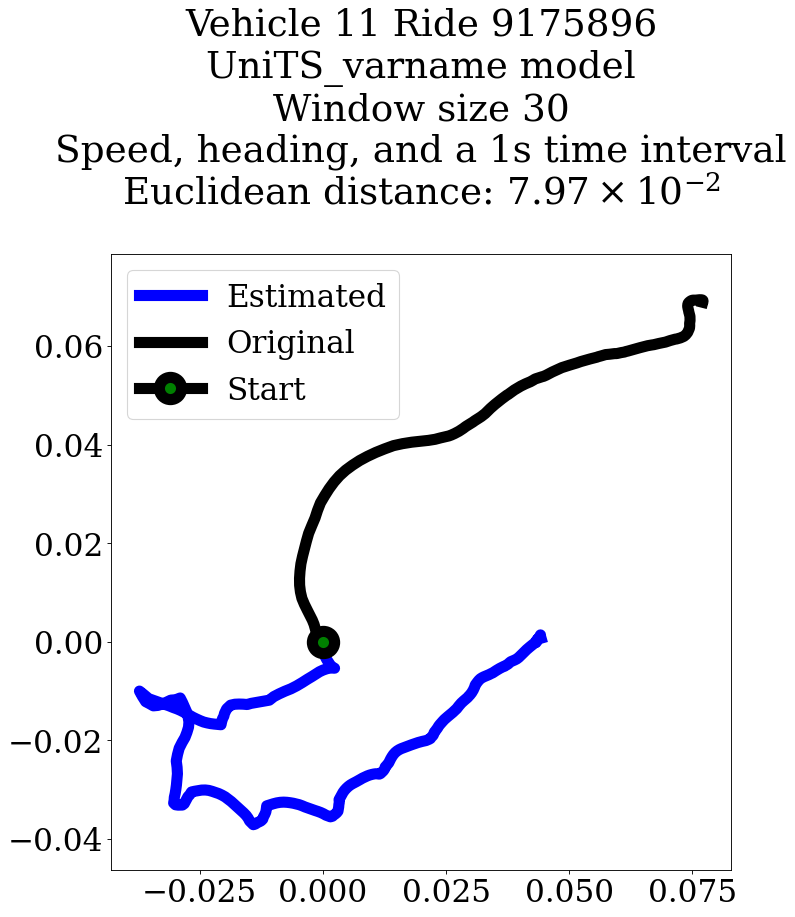 Vehicle 11 Ride 9175896
UniTS_varname model
Window size 30
Speed, heading, and a 1s time interval
Euclidean distance: 7.97 × 10⁻²
Estimated
Original
Start
0.06
0.04
0.02
0.00
−0.02
−0.04
−0.025 0.000 0.025 0.050 0.075